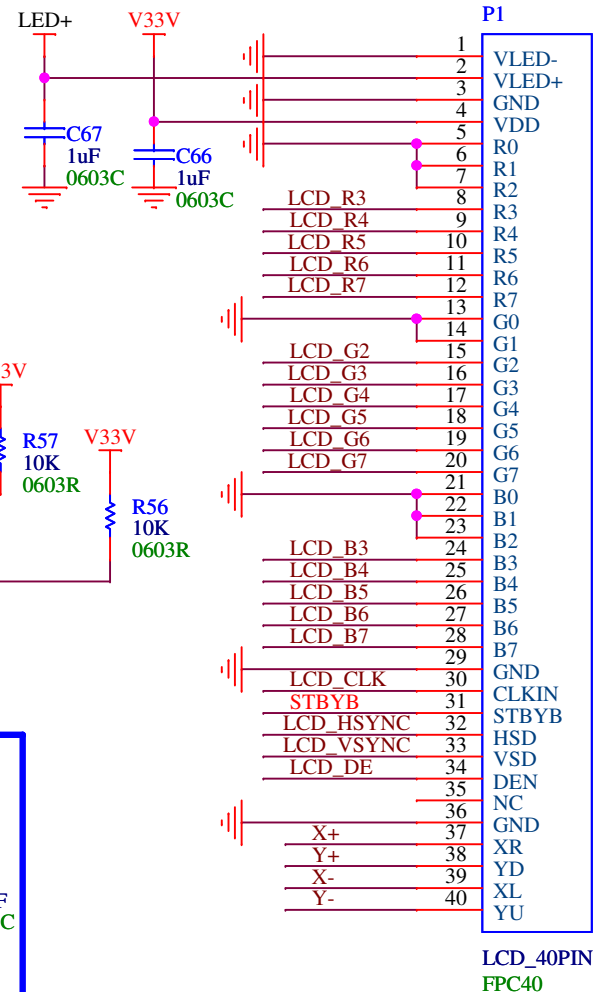 LED+
V33V
C67
1uF
0603C
C66
1uF
0603C
3V
R57
10K
0603R
V33V
R56
10K
0603R
F
C
P1
1 VLED-
2 VLED+
3 GND
4 VDD
5 R0
6 R1
7 R2
LCD_R3 8 R3
LCD_R4 9 R4
LCD_R5 10 R5
LCD_R6 11 R6
LCD_R7 12 R7
13 G0
14 G1
LCD_G2 15 G2
LCD_G3 16 G3
LCD_G4 17 G4
LCD_G5 18 G5
LCD_G6 19 G6
LCD_G7 20 G7
21 B0
22 B1
23 B2
LCD_B3 24 B3
LCD_B4 25 B4
LCD_B5 26 B5
LCD_B6 27 B6
LCD_B7 28 B7
29 GND
LCD_CLK 30 CLKIN
STBYB 31 STBYB
LCD_HSYNC 32 HSD
LCD_VSYNC 33 VSD
LCD_DE 34 DEN
35 NC
36 GND
X+ 37 XR
Y+ 38 YD
X- 39 XL
Y- 40 YU
LCD_40PIN
FPC40